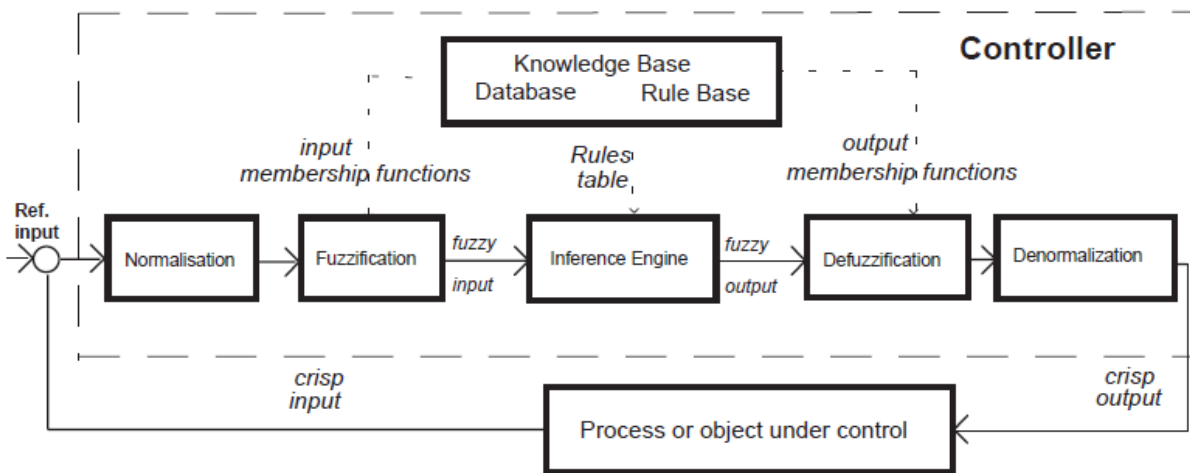 Controller
Knowledge Base
Database Rule Base
input
membership functions
Rules
table
output
membership functions
Ref.
input
Normalisation
Fuzzification
fuzzy
input
Inference Engine
fuzzy
output
Defuzzification
Denormalization
crisp
input
crisp
output
Process or object under control